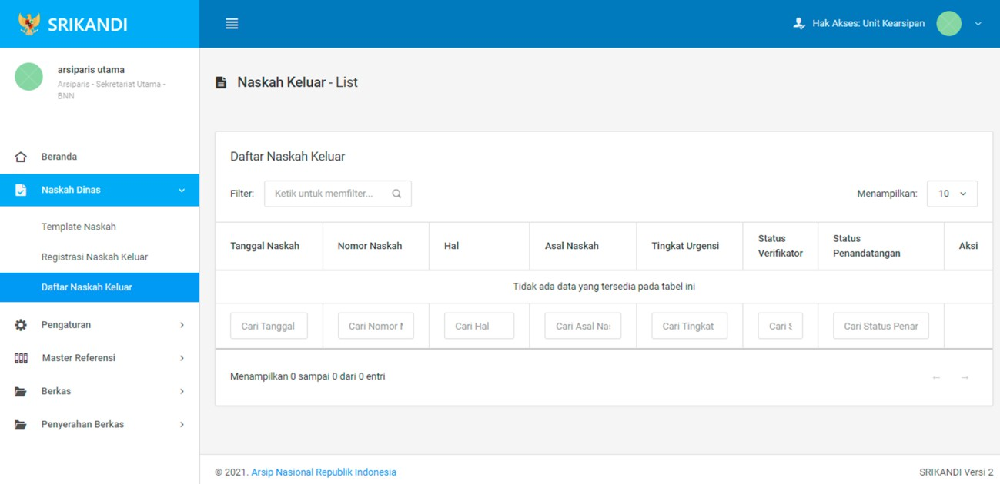 SRIKANDI
Hak Akses: Unit Kearsipan
arsiparis utama
Arsiparis - Sekretariat Utama -
BNN
Beranda
Naskah Dinas
Template Naskah
Registrasi Naskah Keluar
Daftar Naskah Keluar
Pengaturan
Master Referensi
Berkas
Penyerahan Berkas
Naskah Keluar - List
Daftar Naskah Keluar
Filter: Ketik untuk memfilter... Menampilkan: 10
Tanggal Naskah Nomor Naskah Hal Asal Naskah Tingkat Urgensi Status Verifikator Status Penandatangan Aksi
Tidak ada data yang tersedia pada tabel ini
Cari Tanggal Cari Nomor Cari Hal Cari Asal Na Cari Tingkat Cari S Cari Status Penar
Menampilkan 0 sampai 0 dari 0 entri ← →
© 2021. Arsip Nasional Republik Indonesia SRIKANDI Versi 2